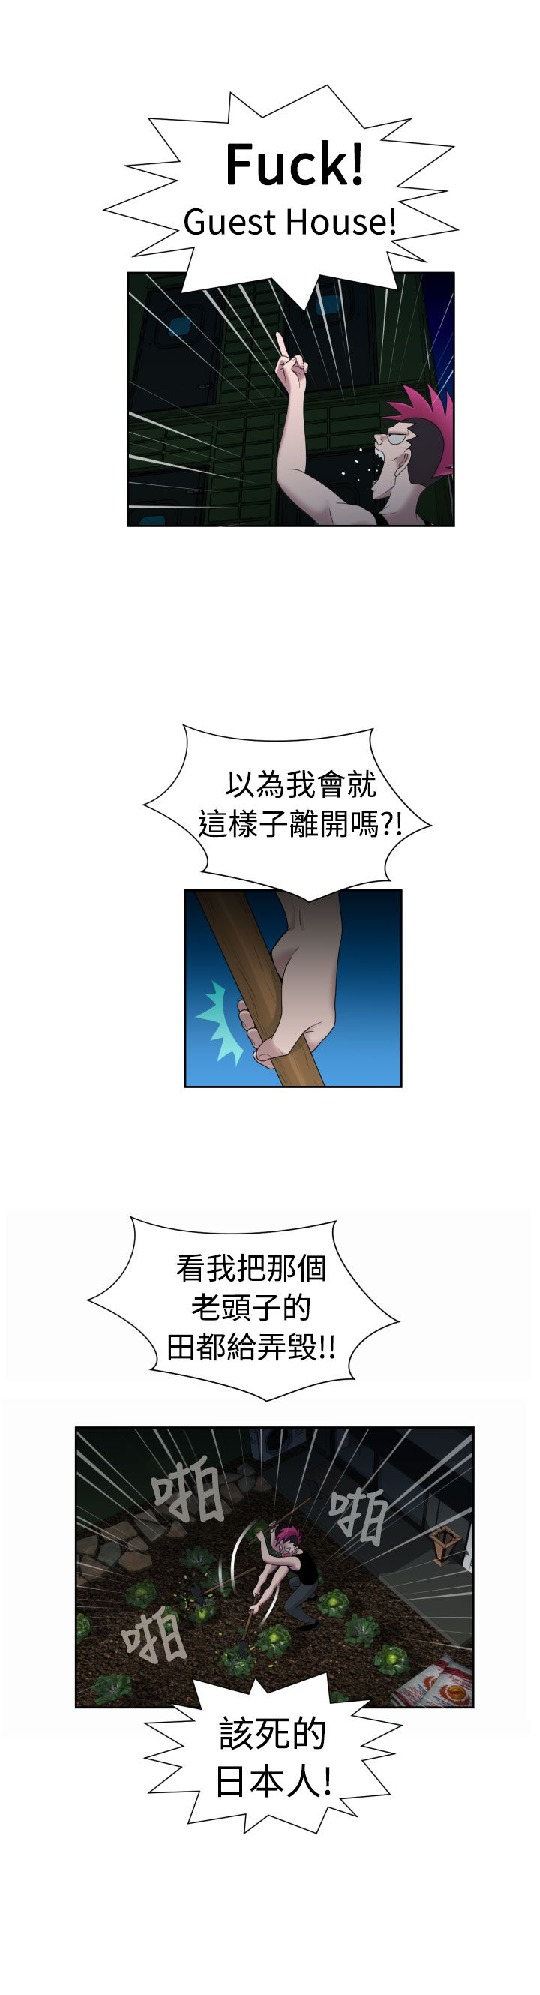 Fuck!
Guest House!
以為我會就
這樣子離開嗎?!
看我把那個
老頭子的
田都給弄毀!!
啪
啪
啪
該死的
日本人!